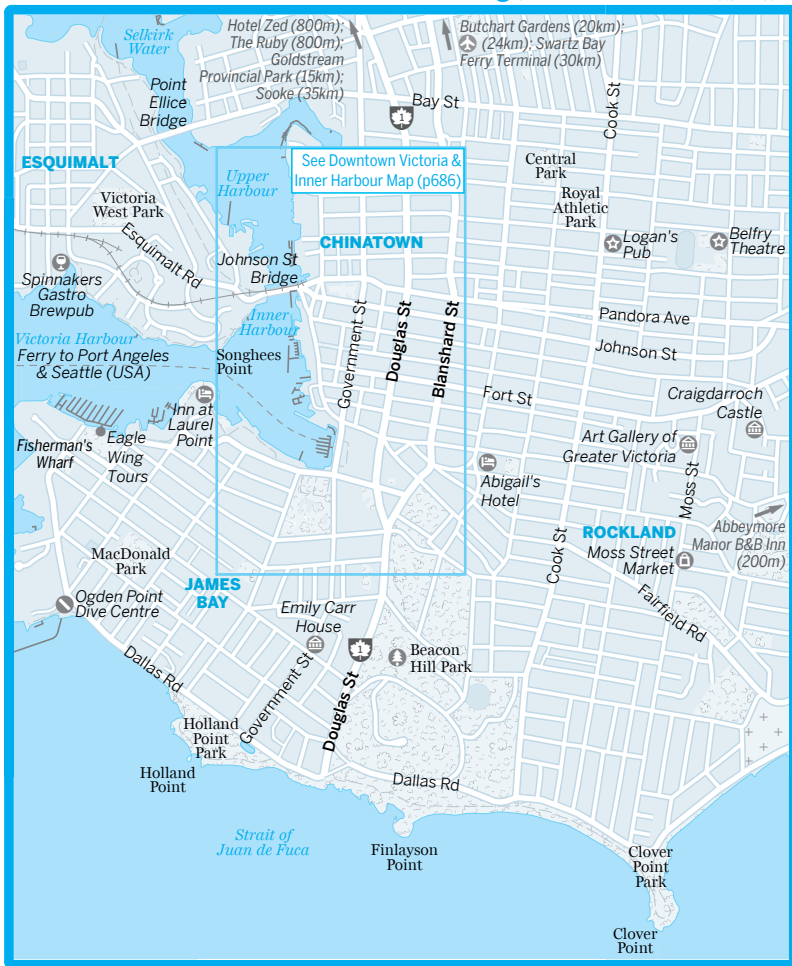 Hotel Zed (800m);
The Ruby (800m);
Goldstream
Provincial Park (15km);
Sooke (35km)
Butchart Gardens (20km);
(24km); Swartz Bay
Ferry Terminal (30km)
Selkirk
Water
Point
Ellice
Bridge
1
Bay St
Cook St
ESQUIMALT
Upper
Harbour
See Downtown Victoria &
Inner Harbour Map (p686)
Central
Park
Victoria
West Park
Royal
Athletic
Park
Esquimalt Rd
CHINATOWN
Logan's
Pub
Belfry
Theatre
Johnson St
Bridge
Spinnakers
Gastro
Brewpub
Inner
Harbour
Government St
Douglas St
Blanshard St
Pandora Ave
Johnson St
Victoria Harbour
Ferry to Port Angeles
& Seattle (USA)
Songhees
Point
Fort St
Craigdarroch
Castle
Inn at
Laurel
Point
Fisherman's
Wharf
Eagle
Wing
Tours
Art Gallery of
Greater Victoria
Abigail's
Hotel
Moss St
Cook St
ROCKLAND
Abbeymore
Manor B&B Inn
(200m)
Moss Street
Market
MacDonald
Park
JAMES
BAY
Ogden Point
Dive Centre
Emily Carr
House
Fairfield Rd
1
Beacon
Hill Park
Dallas Rd
Government St
Douglas St
Holland
Point
Park
Holland
Point
Dallas Rd
Strait of
Juan de Fuca
Finlayson
Point
Clover
Point
Park
Clover
Point